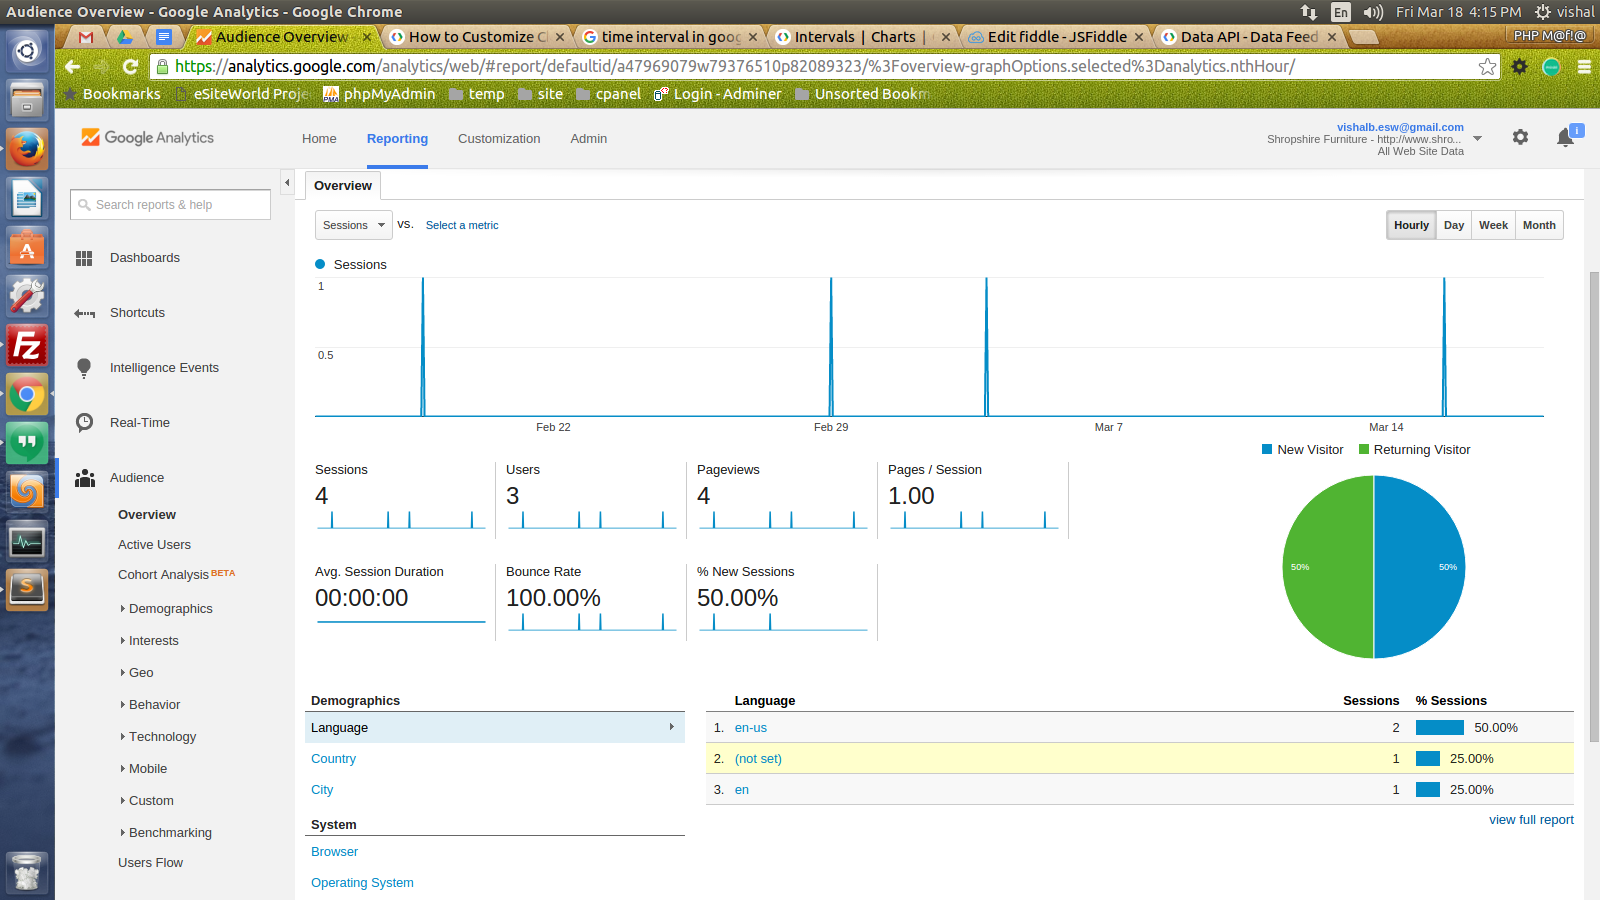 Audience Overview - Google Analytics - Google Chrome
En
Fri Mar 18 4:15 PM
vishal
Audience Overview
How to Customize C
time interval in goog
Intervals | Charts |
Edit fiddle - JSFiddle
Data API - Data Feed
PHP M@f!@
https://analytics.google.com/analytics/web/#report/defaultid/a47969079w79376510p82089323/%3Foverview-graphOptions.selected%3Danalytics.nthHour/
Bookmarks
eSiteWorld Proje
phpMyAdmin
temp
site
cpanel
Login - Adminer
Unsorted Bookm
Google Analytics
Home
Reporting
Customization
Admin
vishalb.esw@gmail.com
Shropshire Furniture - http://www.shro...
All Web Site Data
Search reports & help
Dashboards
Shortcuts
Intelligence Events
Real-Time
Audience
Overview
Active Users
Cohort Analysis BETA
Demographics
Interests
Geo
Behavior
Technology
Mobile
Custom
Benchmarking
Users Flow
Overview
Sessions
vs.
Select a metric
Hourly
Day
Week
Month
Sessions
1
0.5
Feb 22
Feb 29
Mar 7
Mar 14
New Visitor
Returning Visitor
Sessions
4
Users
3
Pageviews
4
Pages / Session
1.00
Avg. Session Duration
00:00:00
Bounce Rate
100.00%
% New Sessions
50.00%
50%
50%
Demographics
Language
Country
City
System
Browser
Operating System
Language Sessions % Sessions
1. en-us 2 50.00%
2. (not set) 1 25.00%
3. en 1 25.00%
view full report